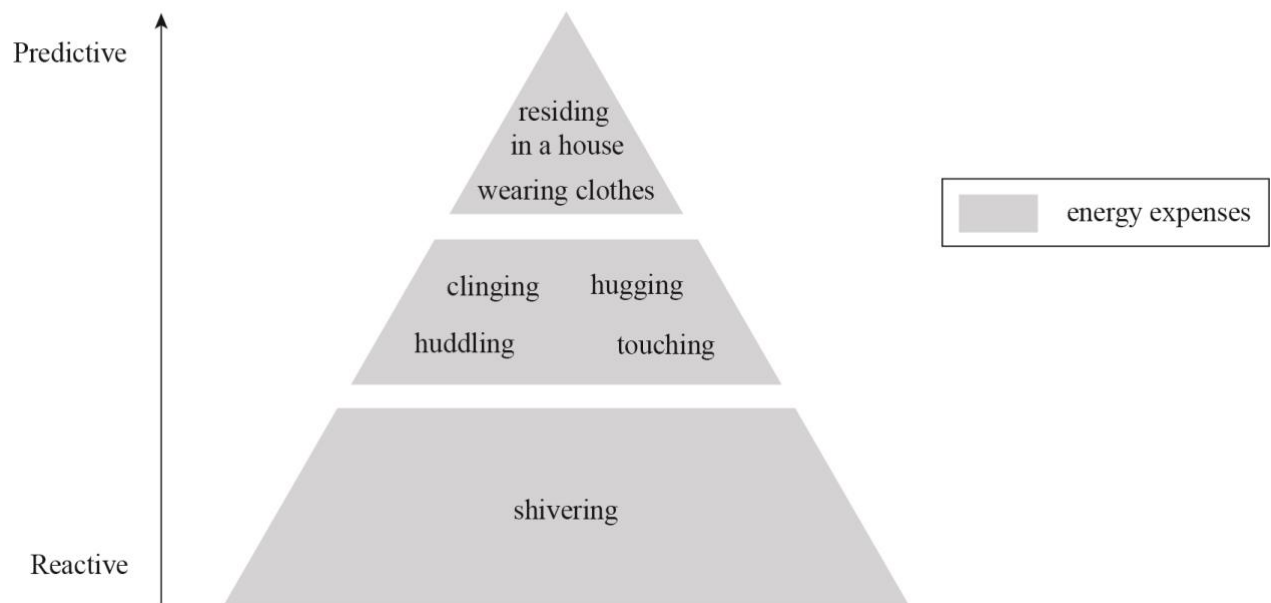 Predictive
residing
in a house
wearing clothes
energy expenses
clinging hugging
huddling touching
shivering
Reactive